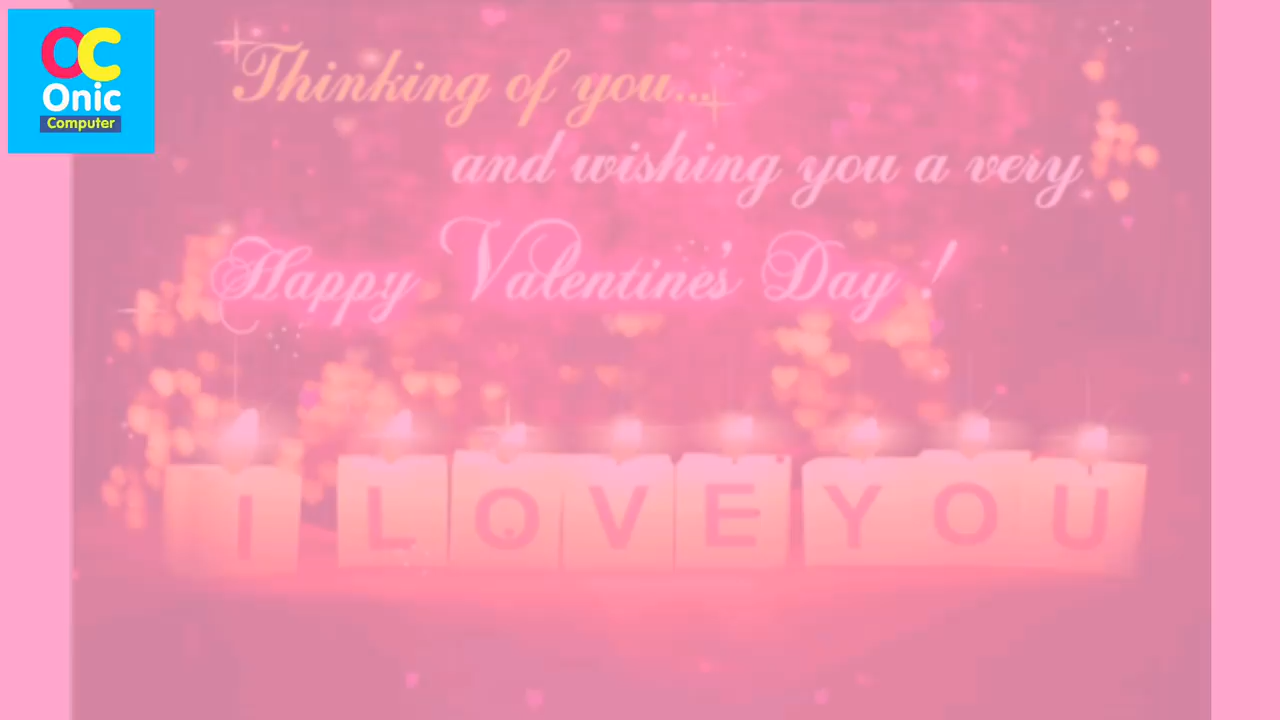 OC
Onic
Computer
Thinking of you...
and wishing you a very
Happy Valentine's Day !
I LOVE YOU